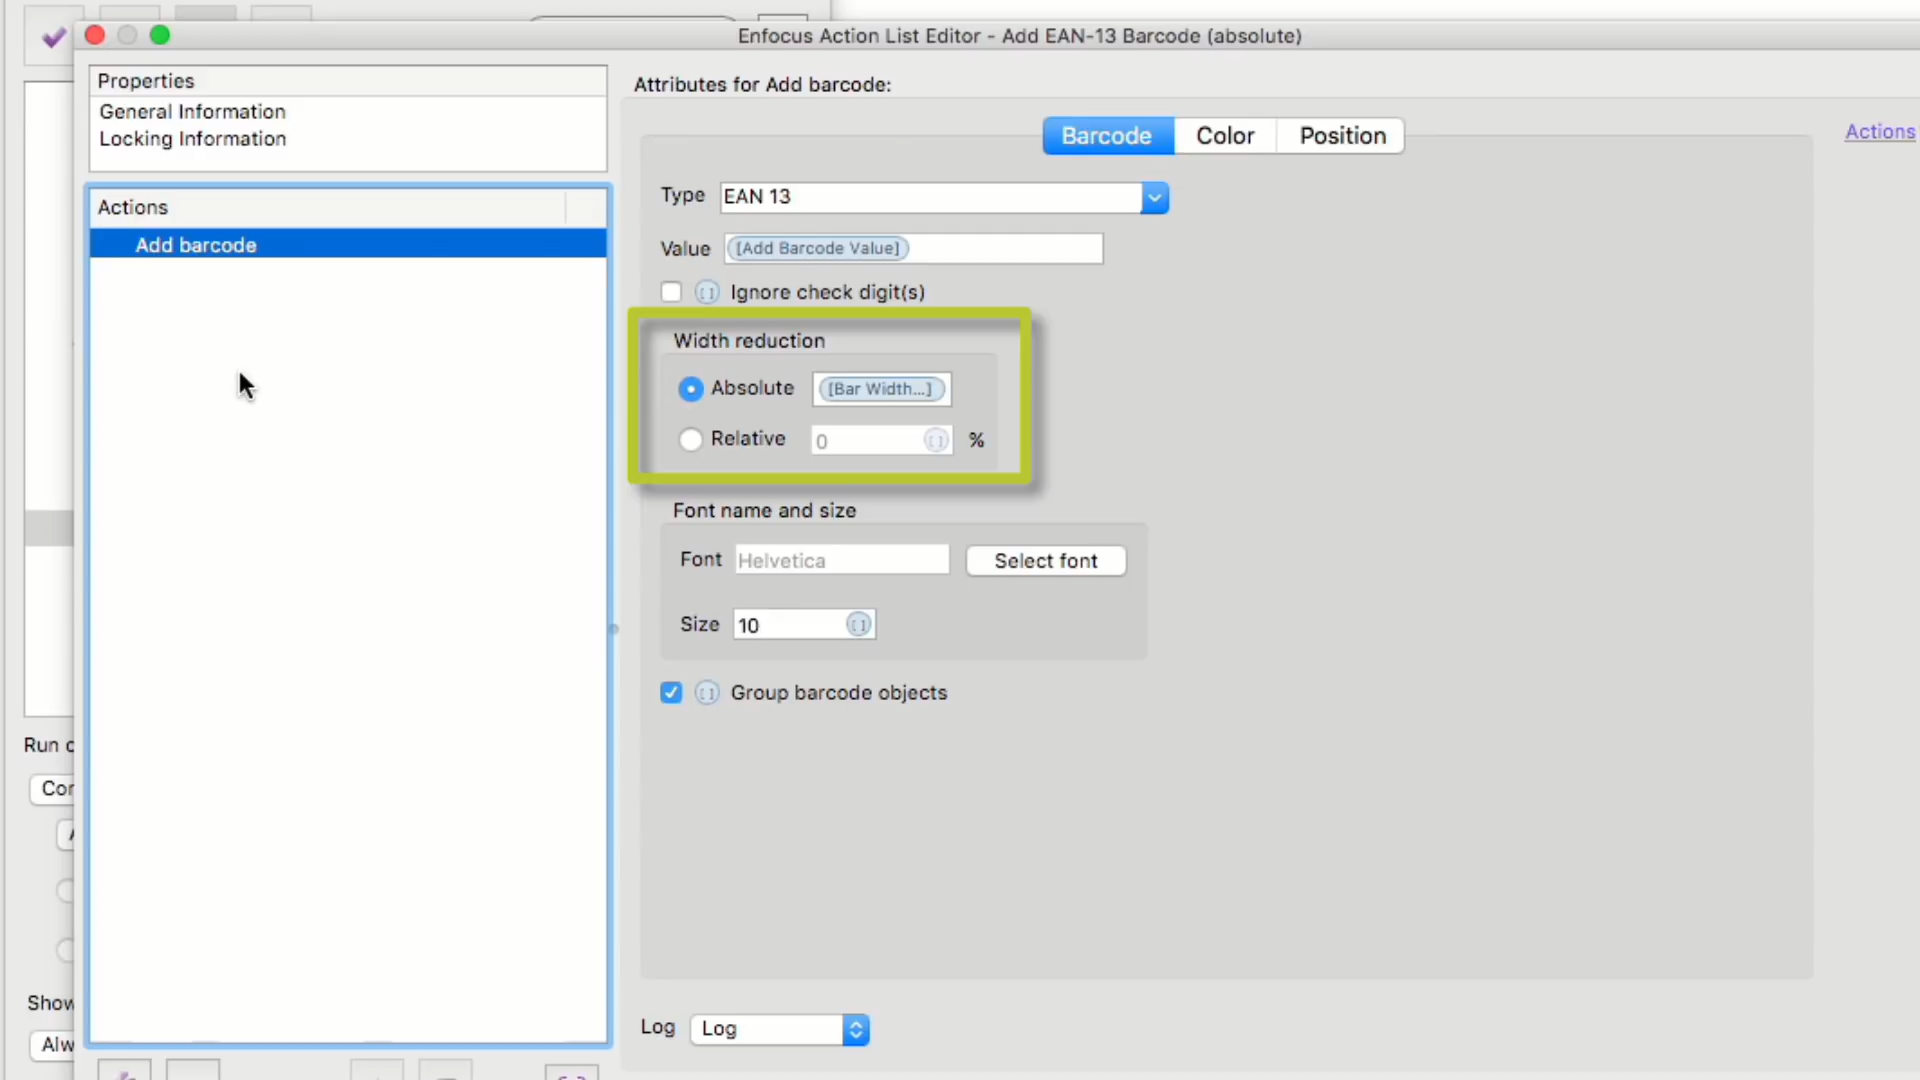 Enfocus Action List Editor - Add EAN-13 Barcode (absolute)
Properties
General Information
Locking Information
Actions
Add barcode
Attributes for Add barcode:
Barcode
Color
Position
Actions
Type
EAN 13
Value
[Add Barcode Value]
Ignore check digit(s)
Width reduction
Absolute
[Bar Width...]
Relative
0
%
Font name and size
Font
Helvetica
Select font
Size
10
Group barcode objects
Log
Log
Run
Show